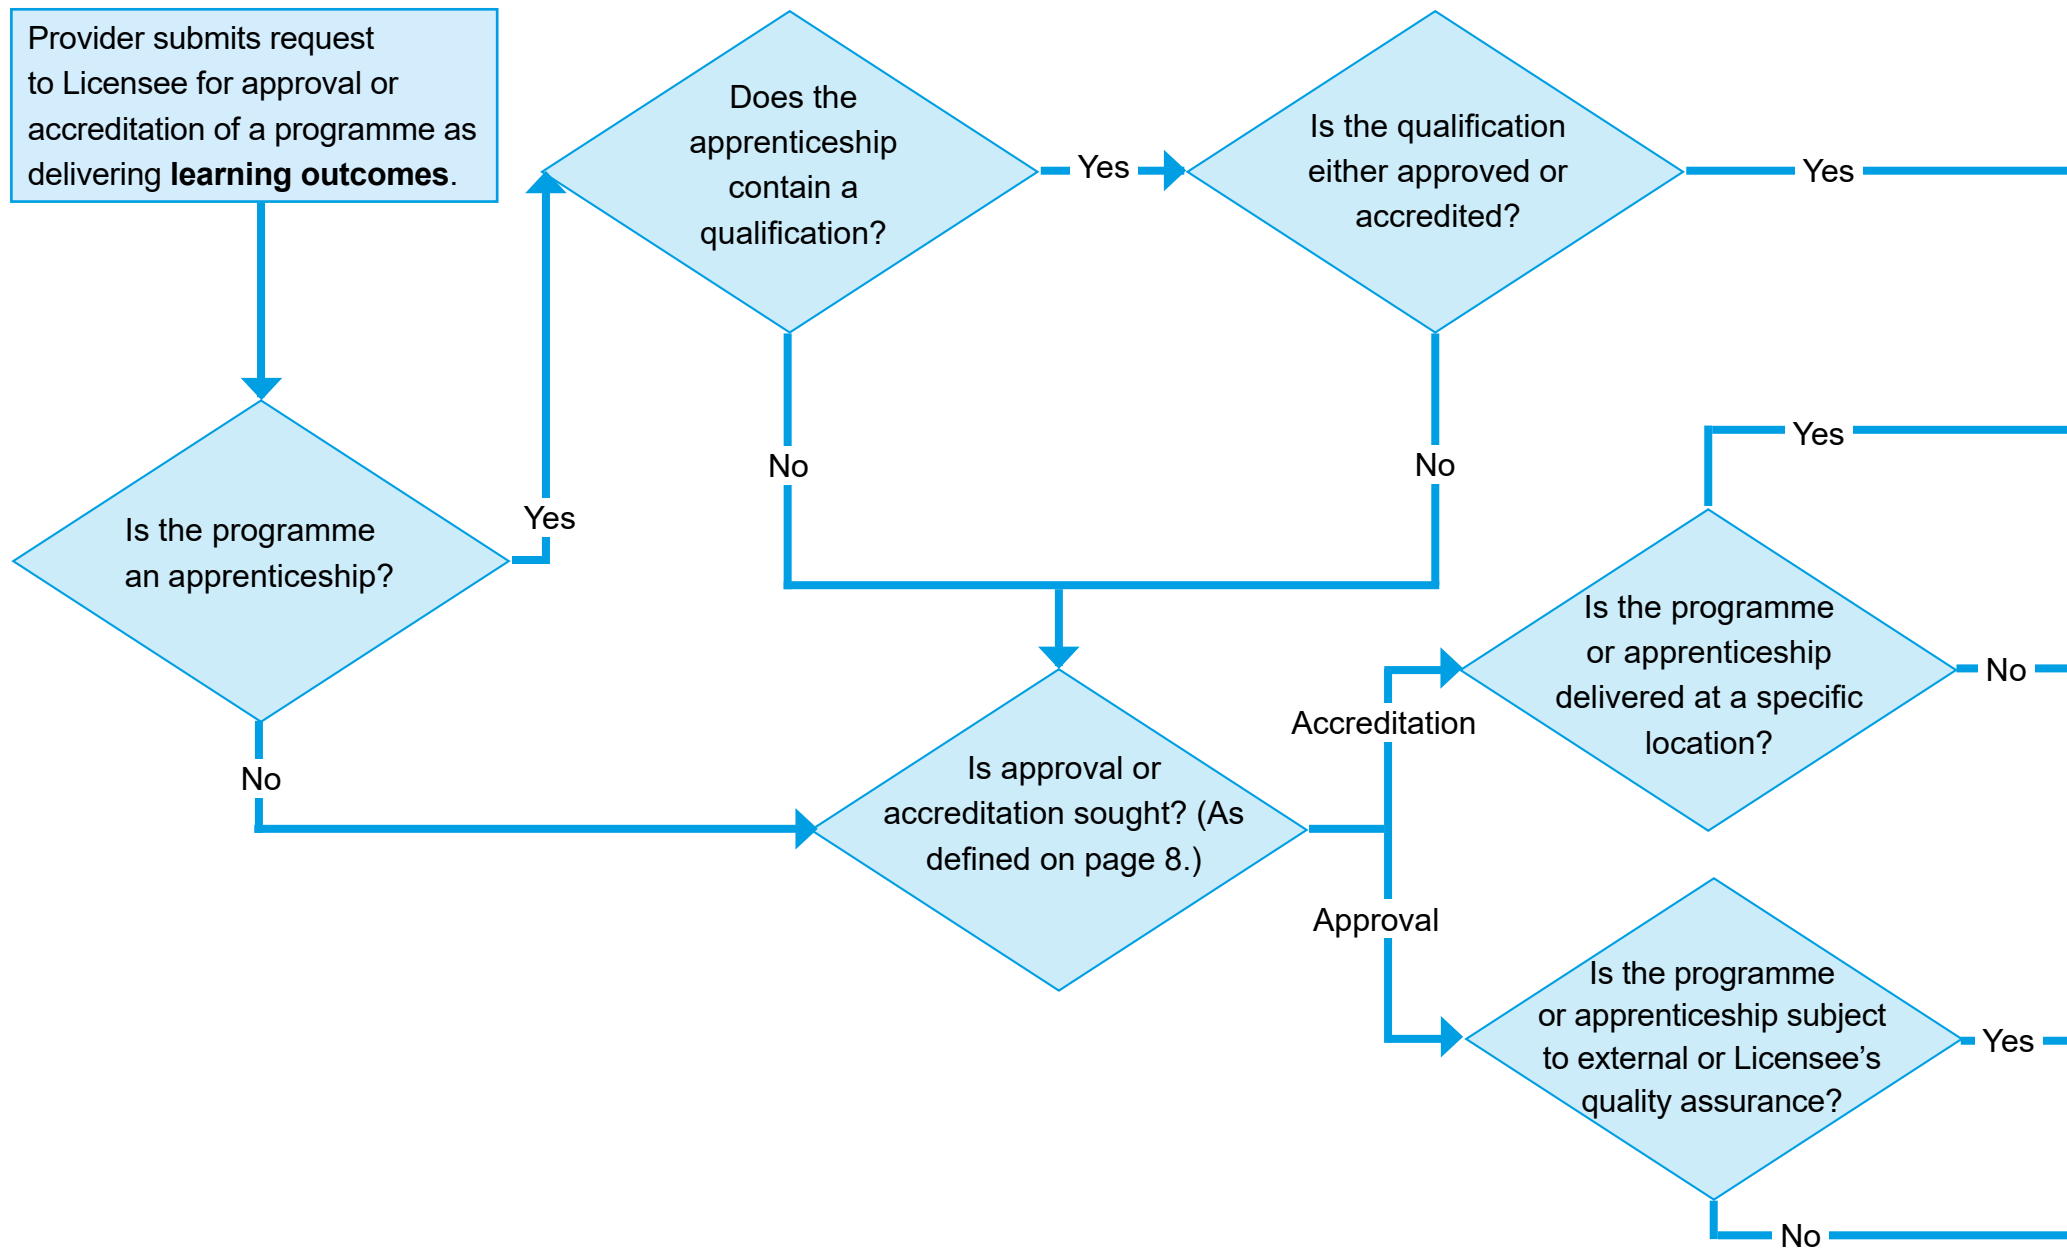 Provider submits request
to Licensee for approval or
accreditation of a programme as
delivering learning outcomes.
Does the
apprenticeship
contain a
qualification?
Yes
Is the qualification
either approved or
accredited?
Yes
No
No
Yes
Is the programme
an apprenticeship?
Yes
No
Is approval or
accreditation sought? (As
defined on page 8.)
Accreditation
Is the programme
or apprenticeship
delivered at a specific
location?
Yes
No
Approval
Is the programme
or apprenticeship subject
to external or Licensee’s
quality assurance?
Yes
No